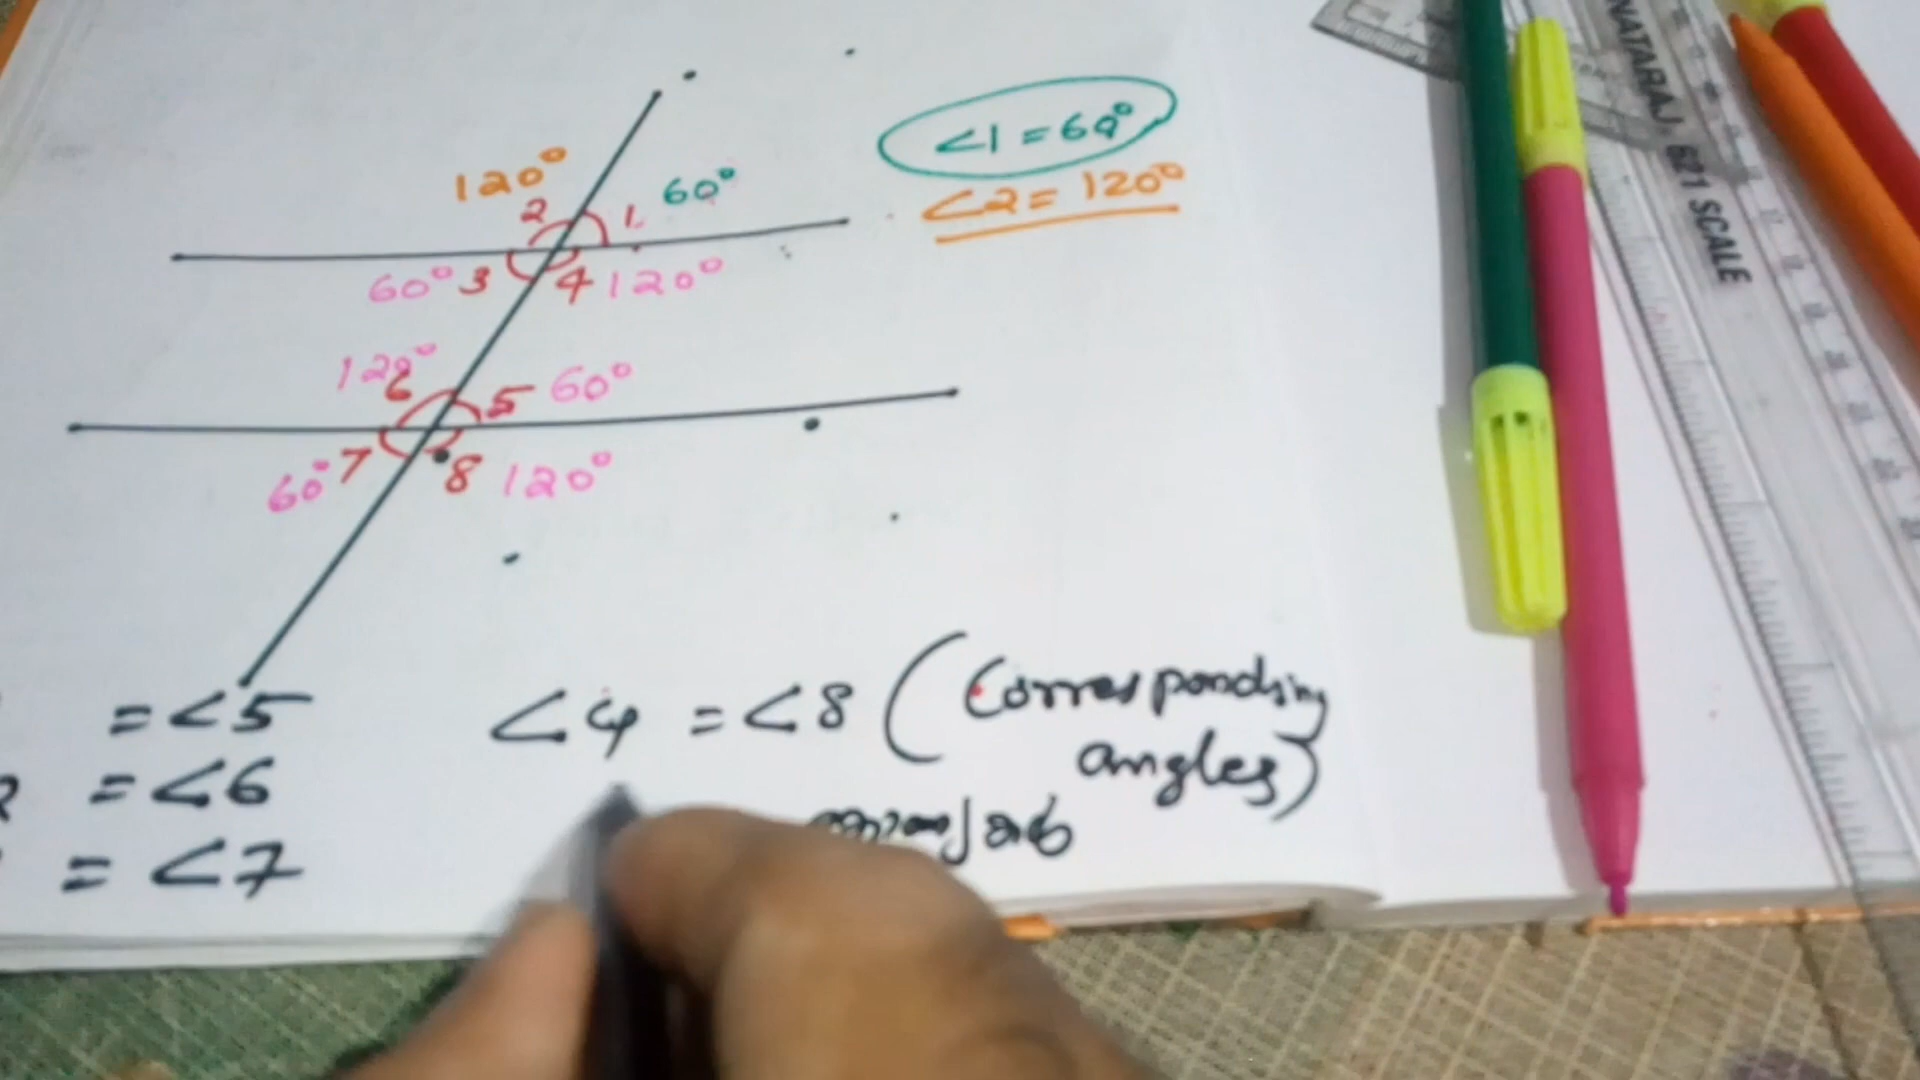 <1 = 60°
120°
60°
<2 = 120°
2 1
60° 3 4 120°
120°
6 5 60°
60° 7 8 120°
= <5
<4 = <8 (Corresponding
angles)
= <6
= <7
NATARAJ 621 SCALE